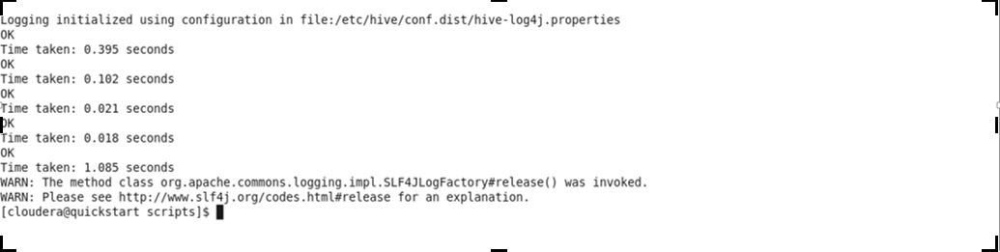 Logging initialized using configuration in file:/etc/hive/conf.dist/hive-log4j.properties
OK
Time taken: 0.395 seconds
OK
Time taken: 0.102 seconds
OK
Time taken: 0.021 seconds
OK
Time taken: 0.018 seconds
OK
Time taken: 1.085 seconds
WARN: The method class org.apache.commons.logging.impl.SLF4JLogFactory#release() was invoked.
WARN: Please see http://www.slf4j.org/codes.html#release for an explanation.
[cloudera@quickstart scripts]$